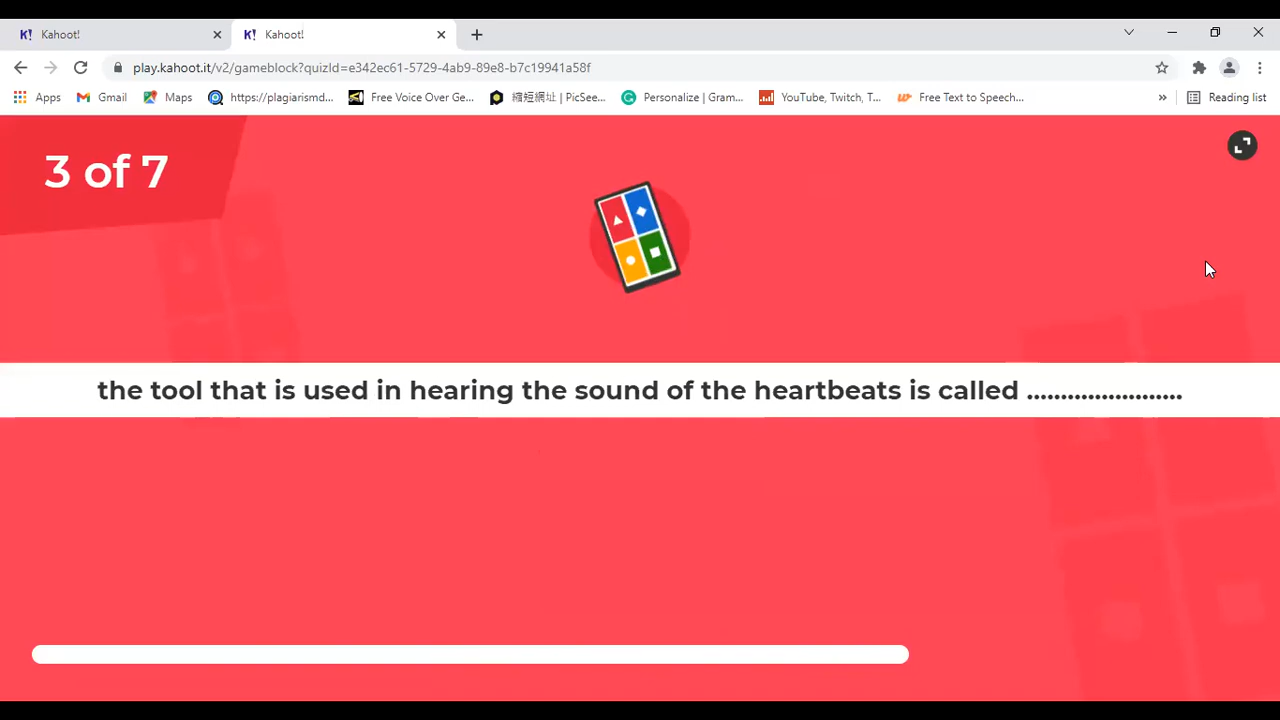 K! Kahoot!
K! Kahoot!
play.kahoot.it/v2/gameblock?quizId=e342ec61-5729-4ab9-89e8-b7c19941a58f
Apps Gmail Maps https://plagiarismd... Free Voice Over Ge... 縮短網址 | PicSee... Personalize | Gram... YouTube, Twitch, T... Free Text to Speech... » Reading list
3 of 7
the tool that is used in hearing the sound of the heartbeats is called .......................